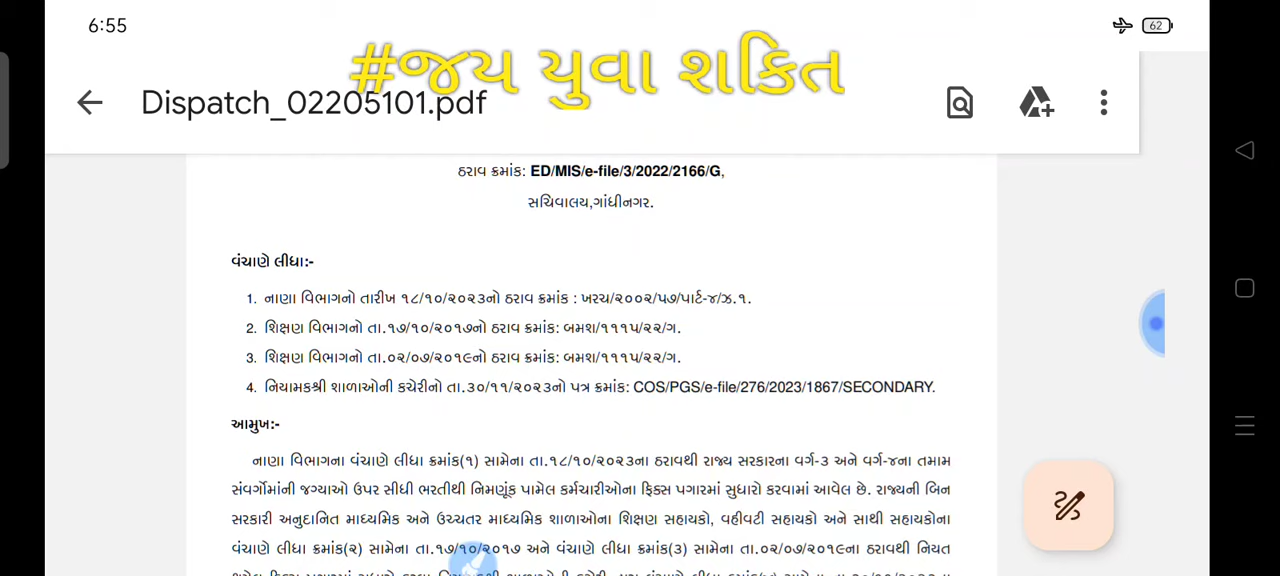 6:55
62
#જય યુવા શક્તિ
Dispatch_02205101.pdf
ઠરાવ ક્રમાંક: ED/MIS/e-file/3/2022/2166/G,
સચિવાલય,ગાંધીનગર.
વંચાણે લીધા:-
1. નાણા વિભાગનો તારીખ ૧૮/૧૦/૨૦૨૩નો ઠરાવ ક્રમાંક : ખરચ/૨૦૦૨/૫૭/પાર્ટ-૪/ઝ.૧.
2. શિક્ષણ વિભાગનો તા.૧૭/૧૦/૨૦૧૭નો ઠરાવ ક્રમાંક: બમશ/૧૧૧૫/૨૨/ગ.
3. શિક્ષણ વિભાગનો તા.૦૨/૦૭/૨૦૧૯નો ઠરાવ ક્રમાંક: બમશ/૧૧૧૫/૨૨/ગ.
4. નિયામકશ્રી શાળાઓની કચેરીનો તા.૩૦/૧૧/૨૦૨૩નો પત્ર ક્રમાંક: COS/PGS/e-file/276/2023/1867/SECONDARY.
આમુખ:-
નાણા વિભાગના વંચાણે લીધા ક્રમાંક(૧) સામેના તા.૧૮/૧૦/૨૦૨૩ના ઠરાવથી રાજ્ય સરકારના વર્ગ-૩ અને વર્ગ-૪ના તમામ
સંવર્ગોમાંની જગ્યાઓ ઉપર સીધી ભરતીથી નિમણૂંક પામેલ કર્મચારીઓના ફિક્સ પગારમાં સુધારો કરવામાં આવેલ છે. રાજ્યની બિન
સરકારી અનુદાનિત માધ્યમિક અને ઉચ્ચતર માધ્યમિક શાળાઓના શિક્ષણ સહાયકો, વહીવટી સહાયકો અને સાથી સહાયકોના
વંચાણે લીધા ક્રમાંક(૨) સામેના તા.૧૭/૧૦/૨૦૧૭ અને વંચાણે લીધા ક્રમાંક(૩) સામેના તા.૦૨/૦૭/૨૦૧૯ના ઠરાવથી નિયત